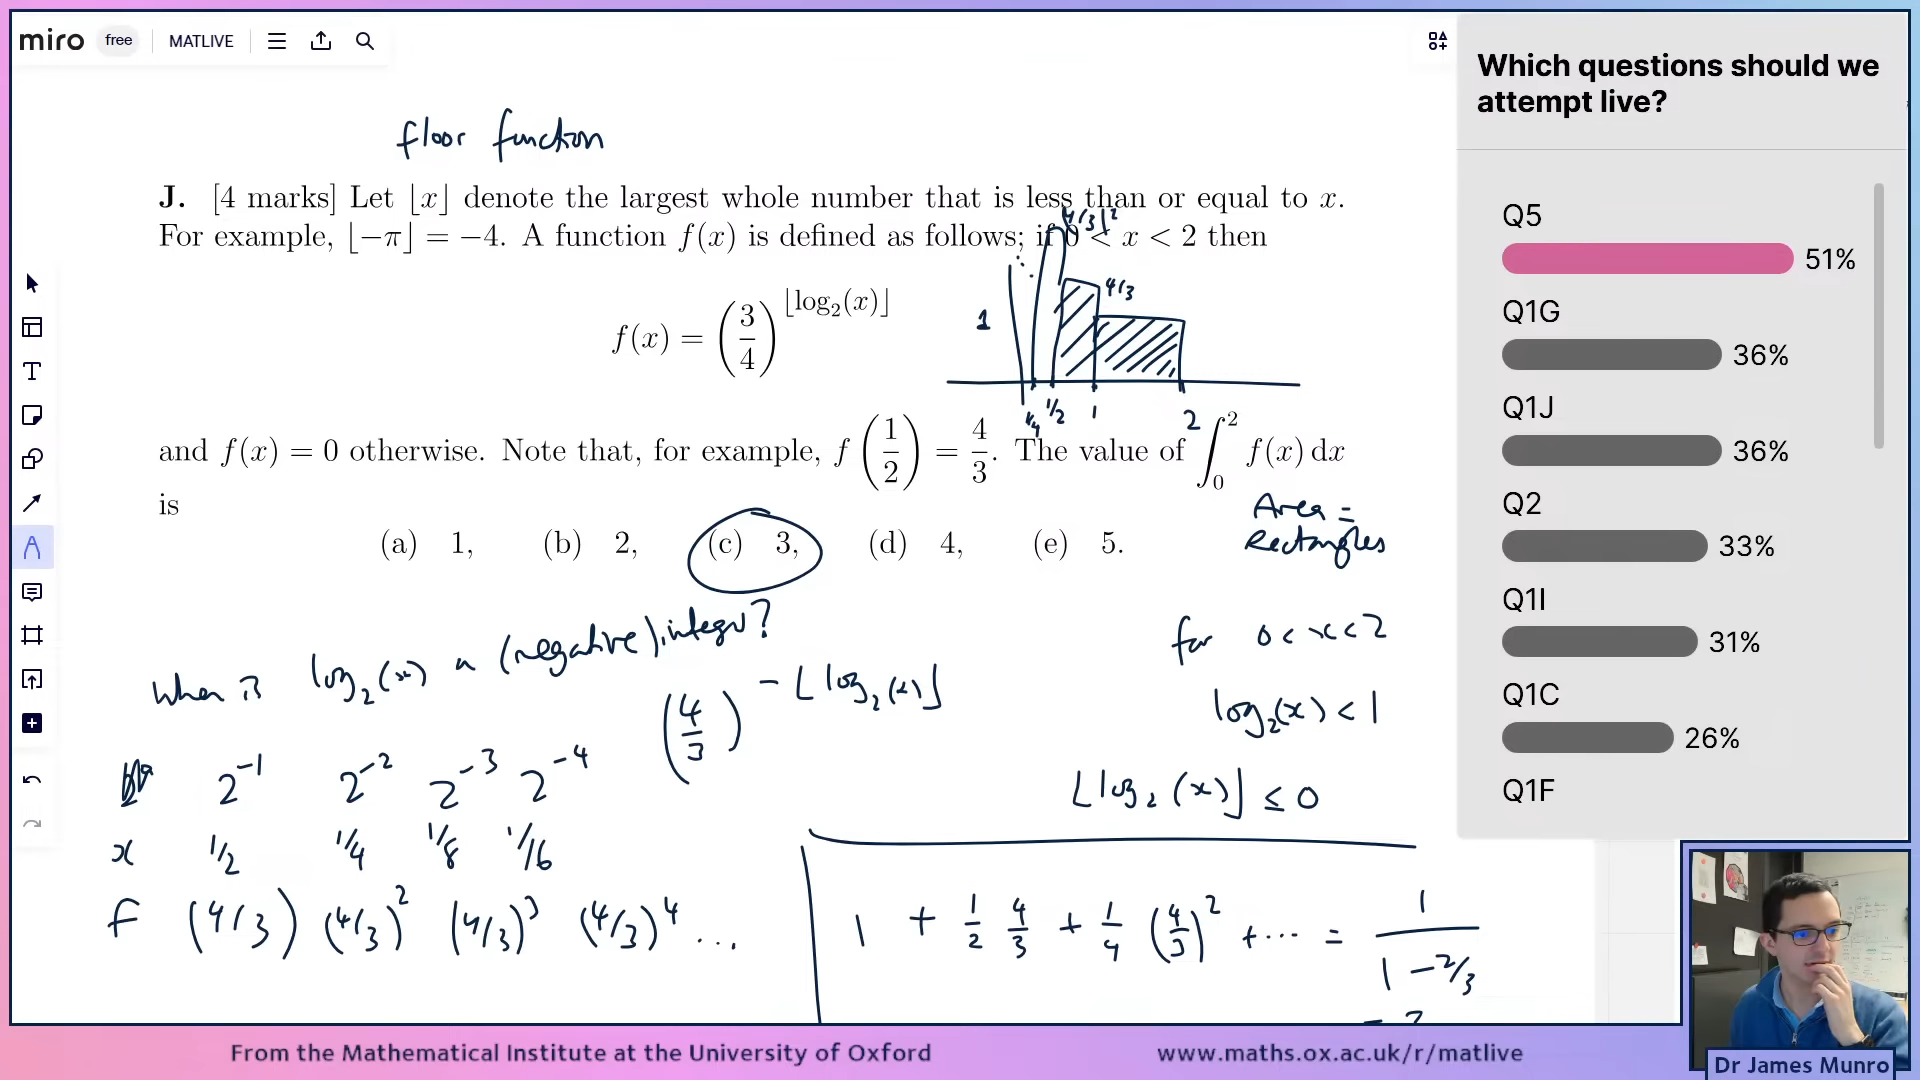 miro free MATLIVE
floor function
J. [4 marks] Let ⌊x⌋ denote the largest whole number that is less than or equal to x.
For example, ⌊−π⌋ = −4. A function f(x) is defined as follows; if 0 < x < 2 then
f(x) = (3/4)^⌊log₂(x)⌋
(4/3)²
4/3
1
1/4 1/2 1 2
and f(x) = 0 otherwise. Note that, for example, f(1/2) = 4/3. The value of ∫₀² f(x) dx
is
Area =
Rectangles
(a) 1, (b) 2, (c) 3, (d) 4, (e) 5.
When is log₂(x) a (negative) integer?
(4/3)^−⌊log₂(x)⌋
for 0 < x < 2
log₂(x) < 1
⌊log₂(x)⌋ ≤ 0
2⁻¹ 2⁻² 2⁻³ 2⁻⁴
x 1/2 1/4 1/8 1/16
f (4/3) (4/3)² (4/3)³ (4/3)⁴ ...
1 + 1/2 4/3 + 1/4 (4/3)² + ... = 1/(1 − 2/3)
Which questions should we
attempt live?
Q5
51%
Q1G
36%
Q1J
36%
Q2
33%
Q1I
31%
Q1C
26%
Q1F
From the Mathematical Institute at the University of Oxford
www.maths.ox.ac.uk/r/matlive
Dr James Munro